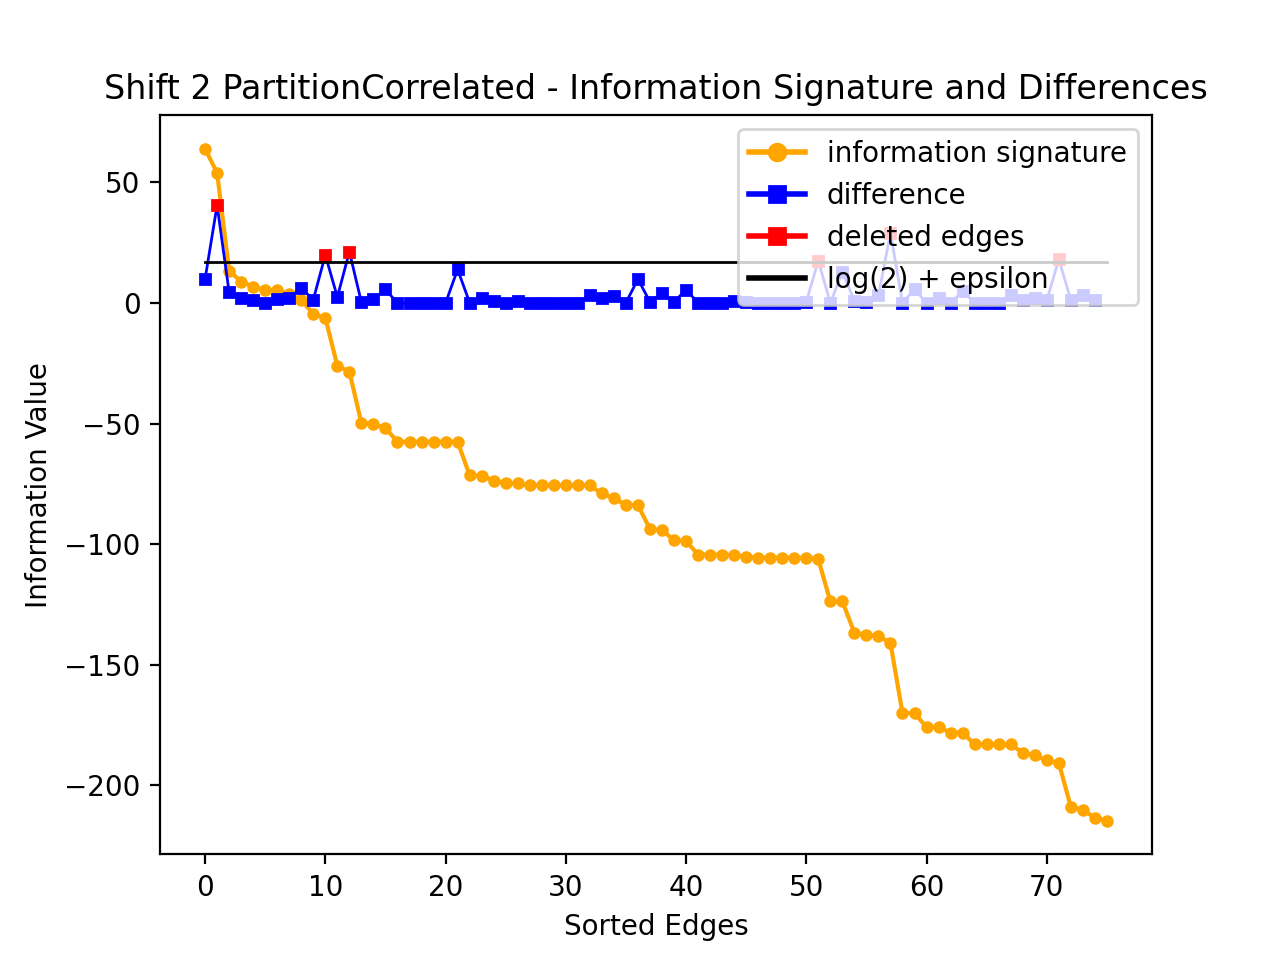 Shift 2 PartitionCorrelated - Information Signature and Differences
information signature
difference
deleted edges
log(2) + epsilon
50
0
−50
−100
−150
−200
Information Value
0 10 20 30 40 50 60 70
Sorted Edges